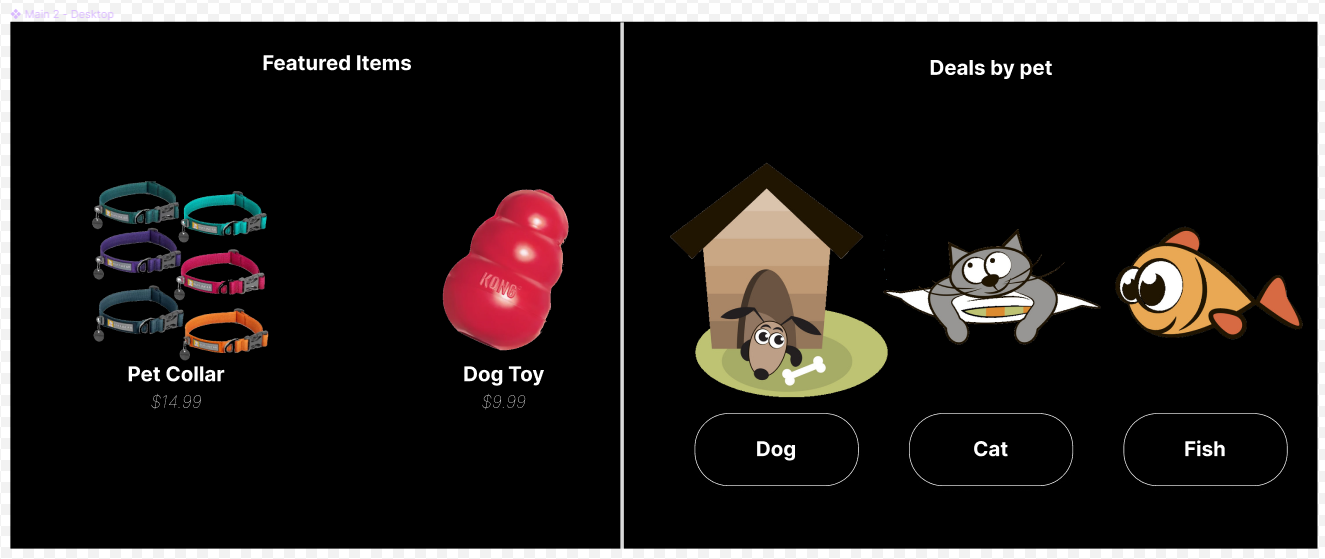 Main 2 - Desktop
Featured Items
KONG
Pet Collar
$14.99
Dog Toy
$9.99
Deals by pet
Dog
Cat
Fish